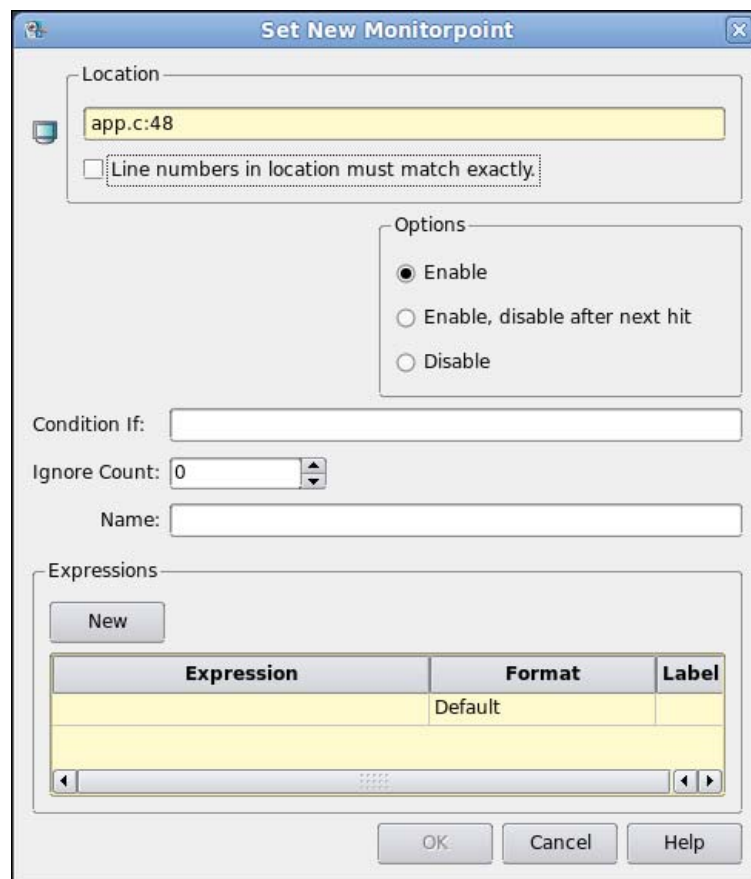 Set New Monitorpoint
Location
app.c:48
Line numbers in location must match exactly.
Options
Enable
Enable, disable after next hit
Disable
Condition If:
Ignore Count: 0
Name:
Expressions
New
Expression Format Label
Default
OK Cancel Help